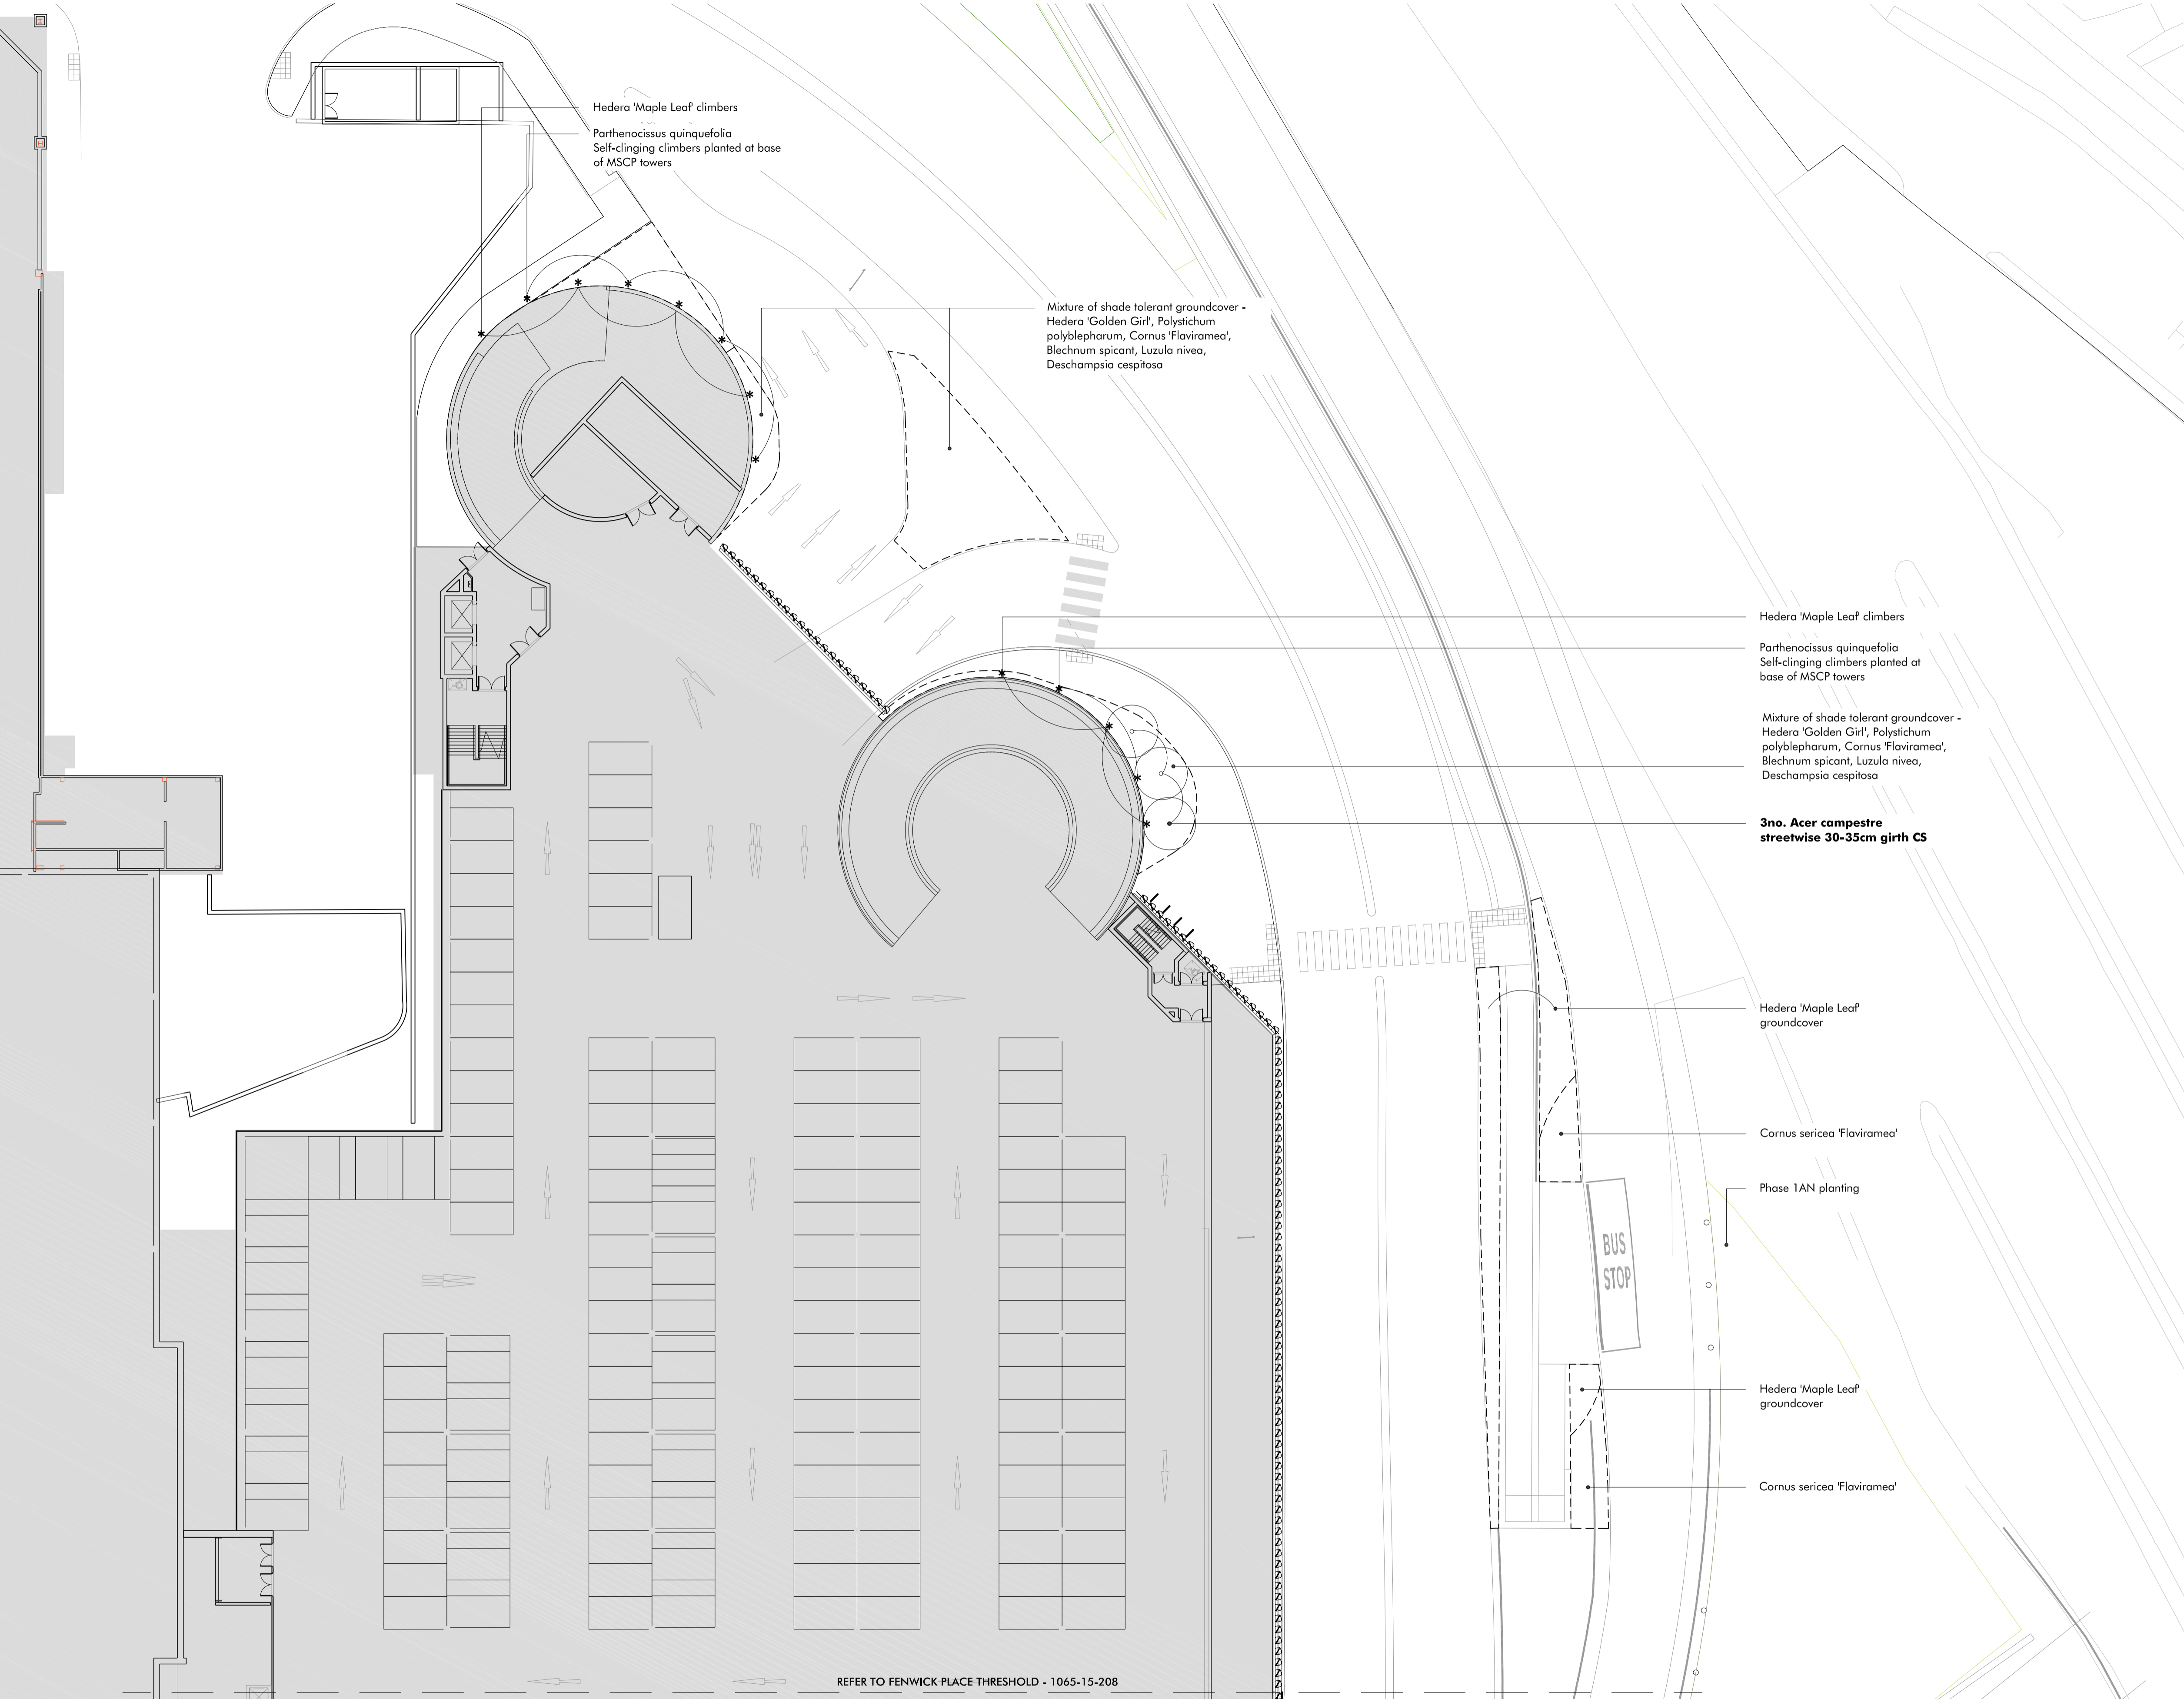 Hedera 'Maple Leaf' climbers
Parthenocissus quinquefolia
Self-clinging climbers planted at base
of MSCP towers
Mixture of shade tolerant groundcover -
Hedera 'Golden Girl', Polystichum
polyblepharum, Cornus 'Flaviramea',
Blechnum spicant, Luzula nivea,
Deschampsia cespitosa
Hedera 'Maple Leaf' climbers
Parthenocissus quinquefolia
Self-clinging climbers planted at
base of MSCP towers
Mixture of shade tolerant groundcover -
Hedera 'Golden Girl', Polystichum
polyblepharum, Cornus 'Flaviramea',
Blechnum spicant, Luzula nivea,
Deschampsia cespitosa
3no. Acer campestre
streetwise 30-35cm girth CS
Hedera 'Maple Leaf'
groundcover
Cornus sericea 'Flaviramea'
Phase 1AN planting
BUS
STOP
Hedera 'Maple Leaf'
groundcover
Cornus sericea 'Flaviramea'
REFER TO FENWICK PLACE THRESHOLD - 1065-15-208